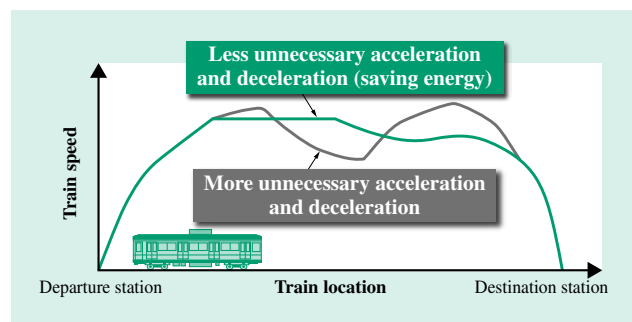 Less unnecessary acceleration
and deceleration (saving energy)
Train speed
More unnecessary acceleration
and deceleration
Departure station
Train location
Destination station